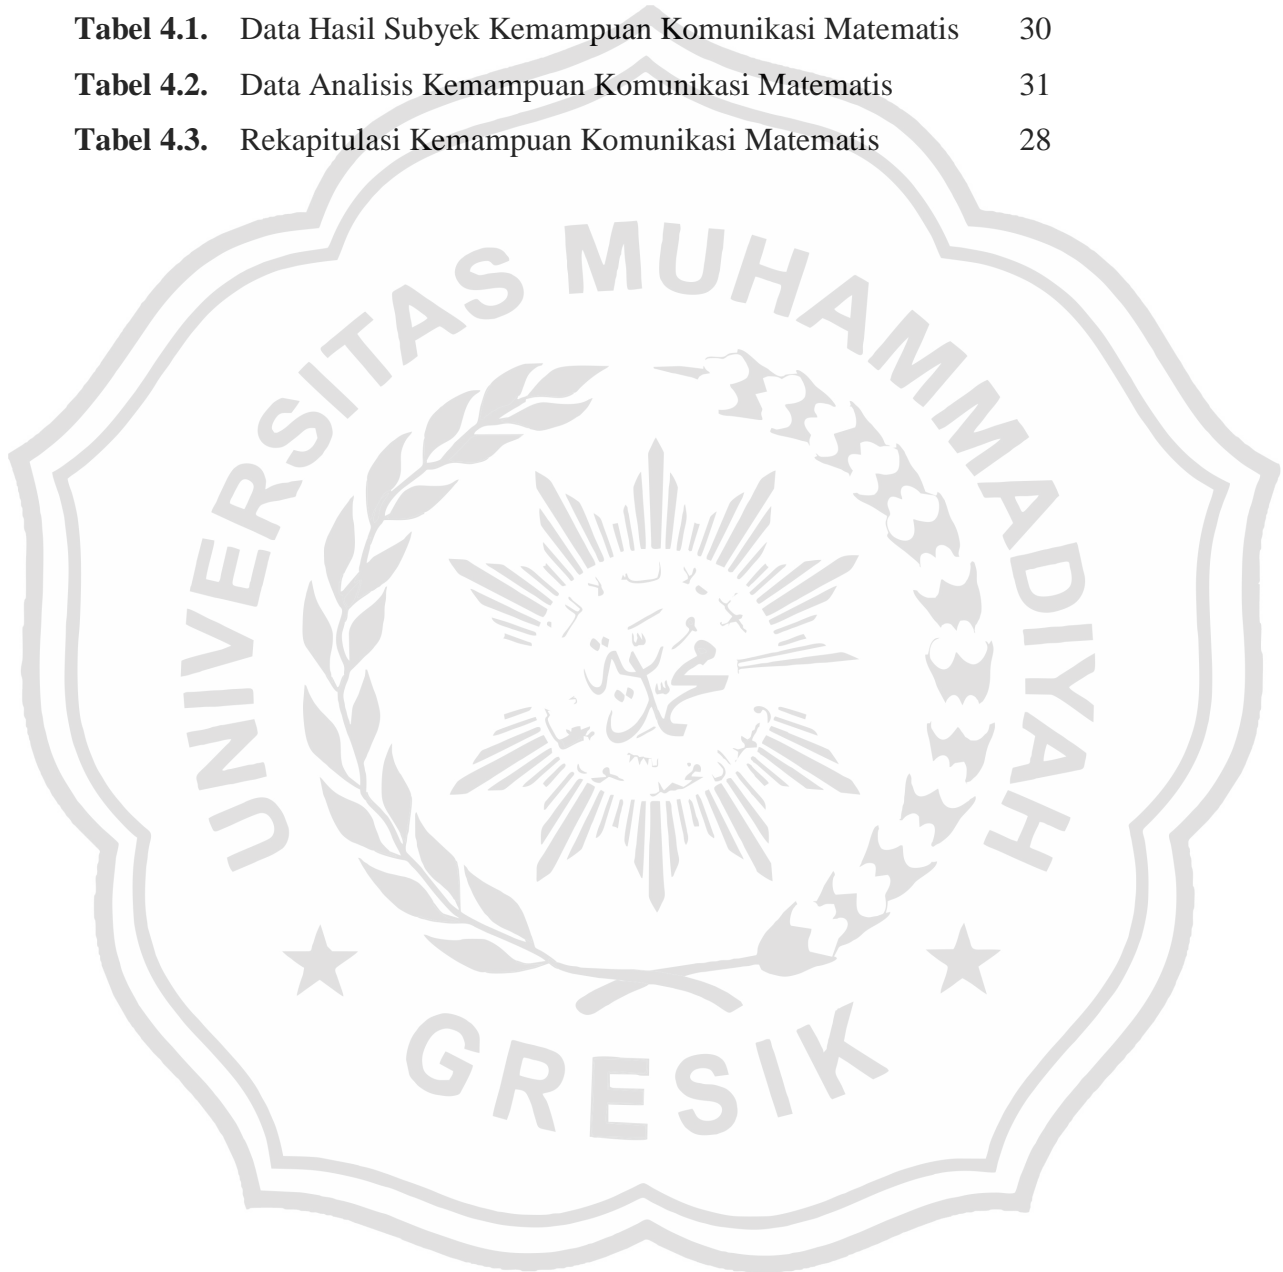 Tabel 4.1. Data Hasil Subyek Kemampuan Komunikasi Matematis 30
Tabel 4.2. Data Analisis Kemampuan Komunikasi Matematis 31
Tabel 4.3. Rekapitulasi Kemampuan Komunikasi Matematis 28
UNIVERSITAS MUHAMMADIYAH
محمدية
GRESIK